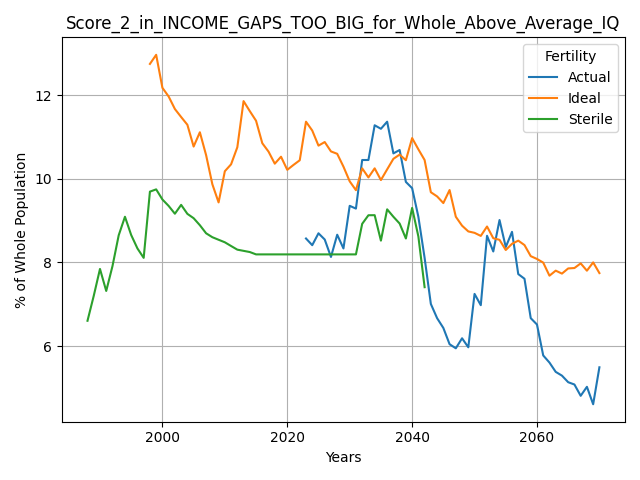 Score_2_in_INCOME_GAPS_TOO_BIG_for_Whole_Above_Average_IQ
Fertility
Actual
Ideal
Sterile
% of Whole Population
12
10
8
6
2000 2020 2040 2060
Years